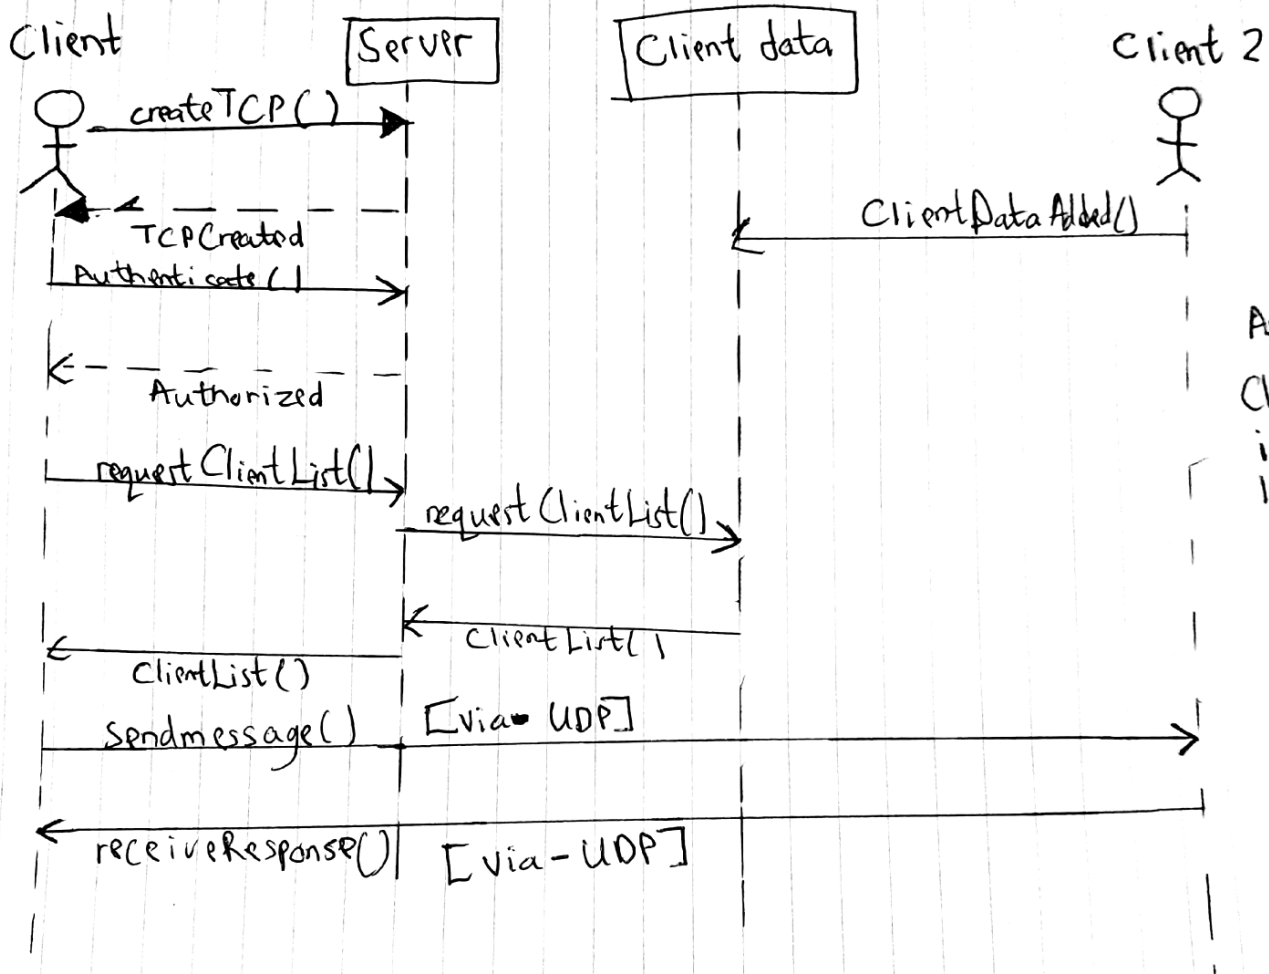 Client
Server
Client data
Client 2
createTCP()
TCPCreated
ClientDataAdded()
Authenticate()
Authorized
requestClientList()
requestClientList()
ClientList()
ClientList()
Sendmessage()
[via - UDP]
receiveResponse()
[via - UDP]